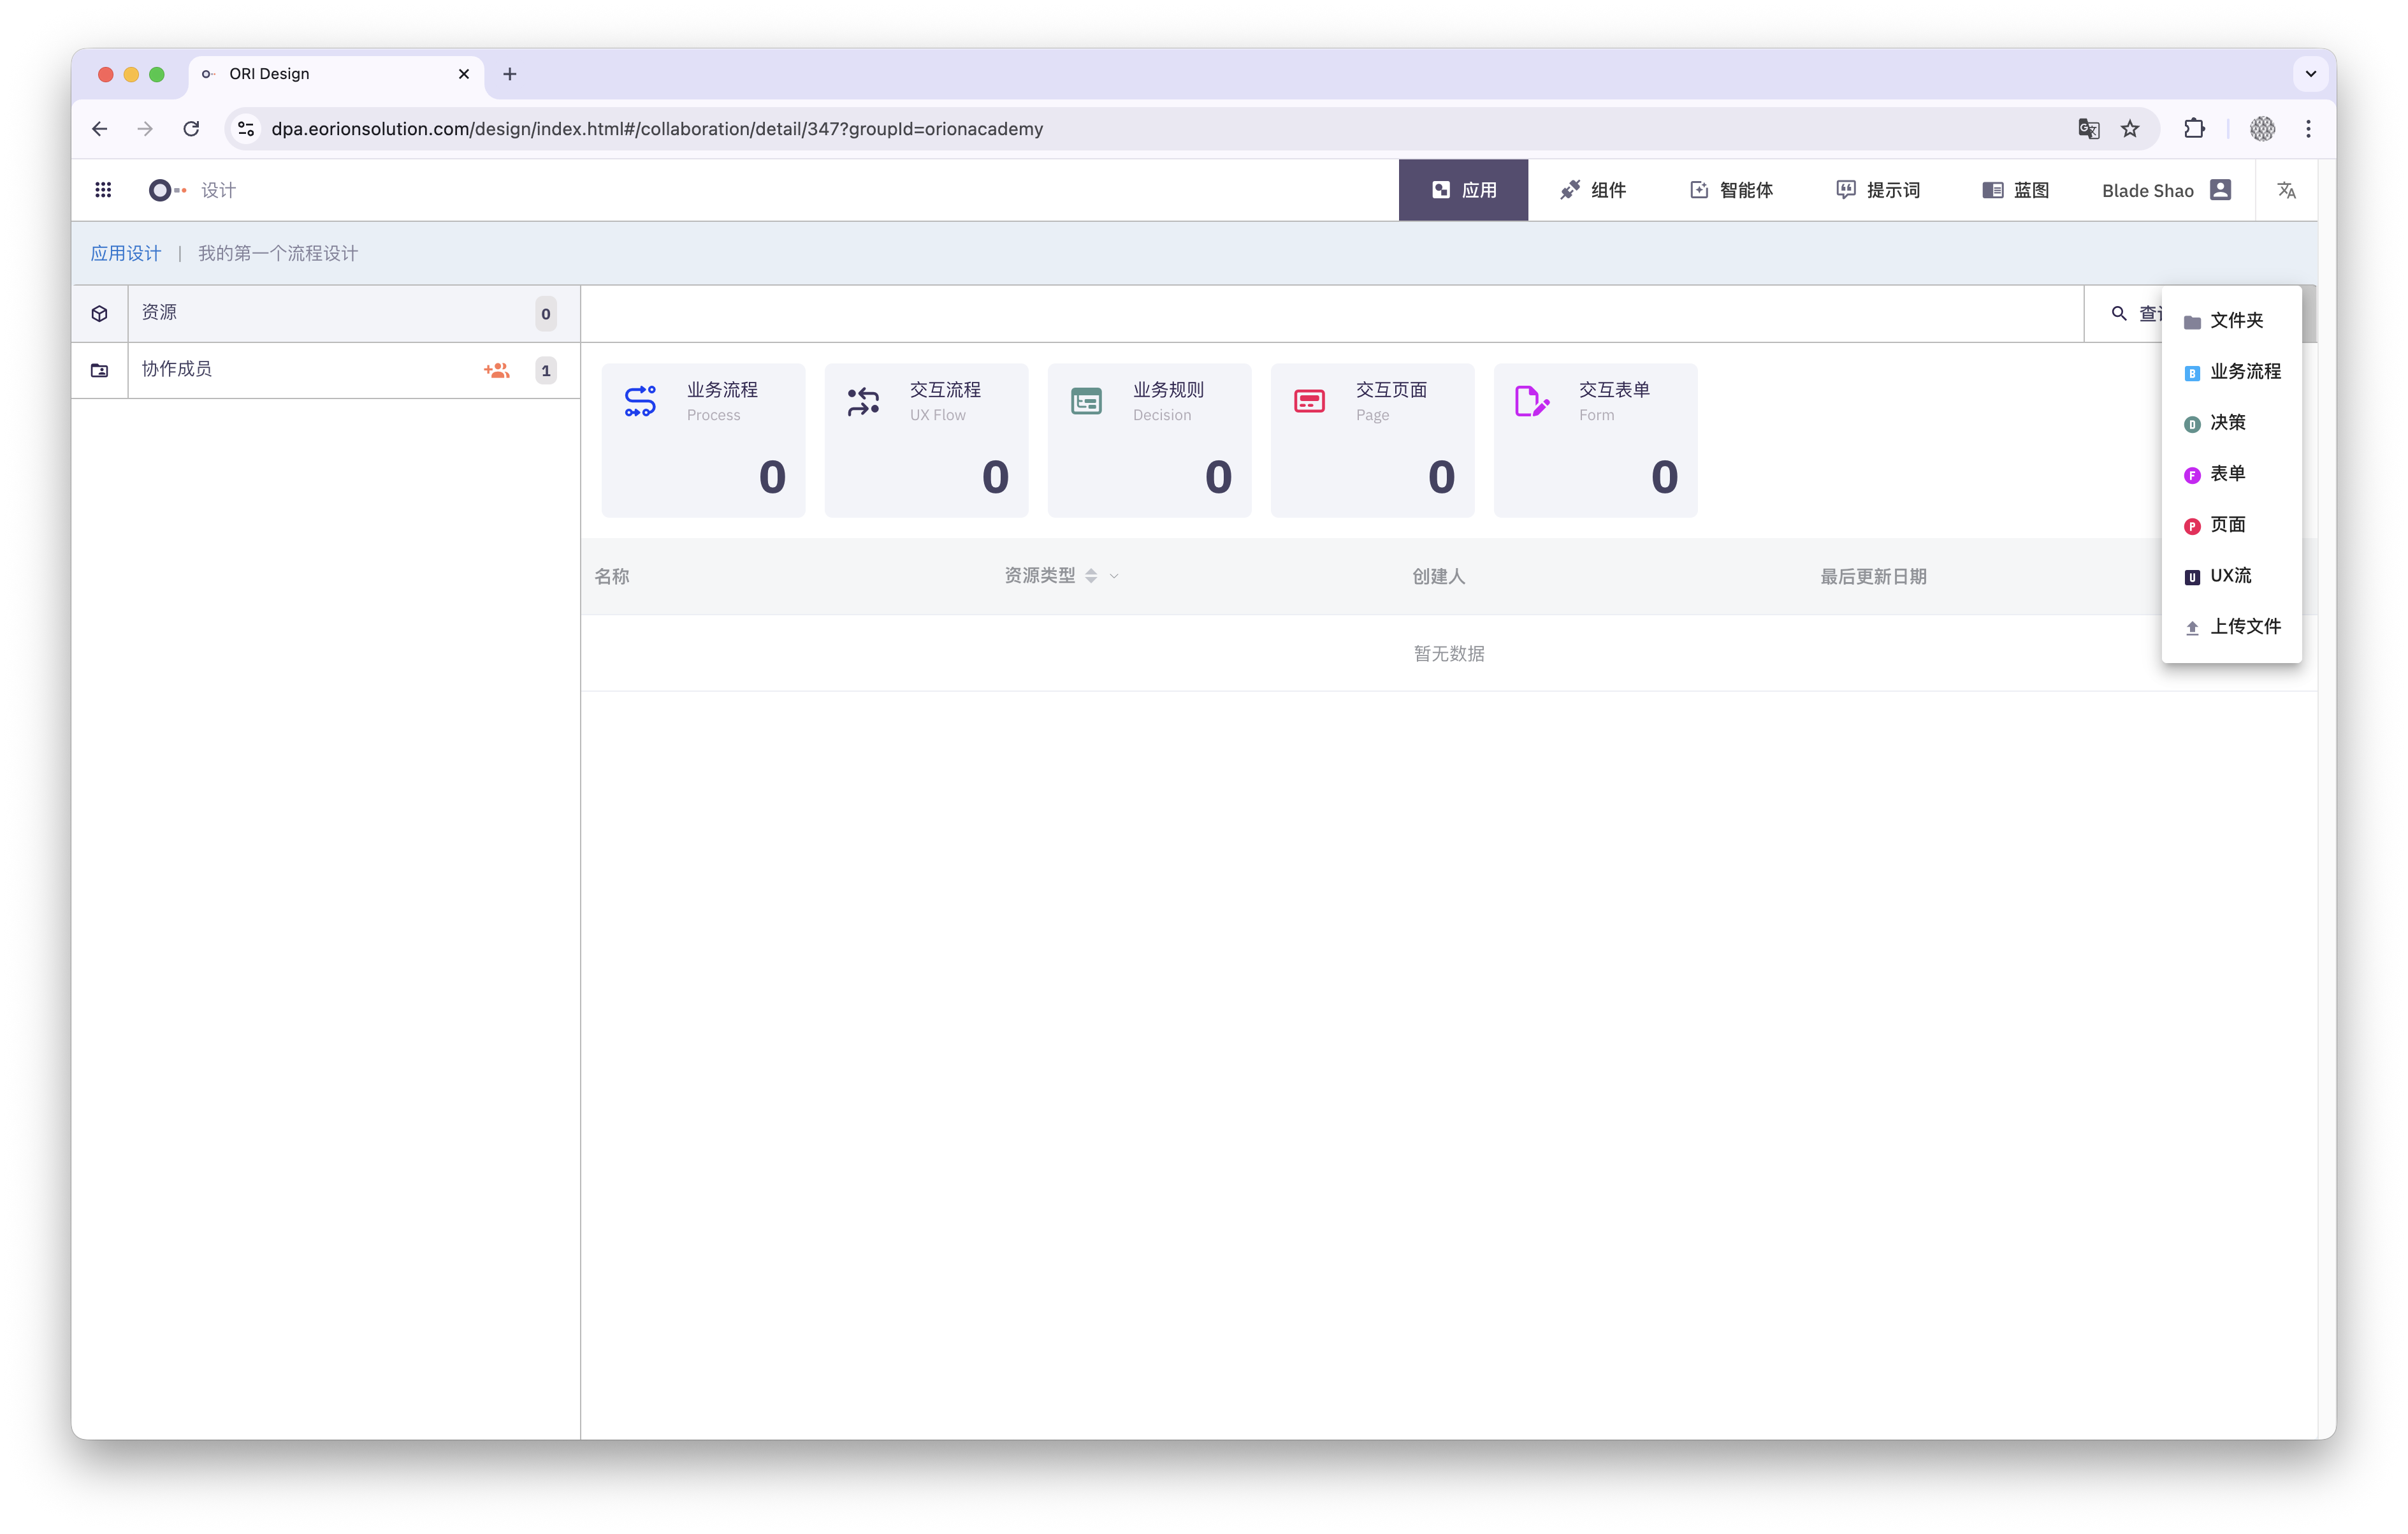 ORI Design
dpa.eorionsolution.com/design/index.html#/collaboration/detail/347?groupId=orionacademy
设计
应用
组件
智能体
提示词
蓝图
Blade Shao
应用设计 | 我的第一个流程设计
资源
0
协作成员
1
文件夹
业务流程
决策
表单
页面
UX流
上传文件
业务流程
Process
0
交互流程
UX Flow
0
业务规则
Decision
0
交互页面
Page
0
交互表单
Form
0
名称
资源类型
创建人
最后更新日期
暂无数据